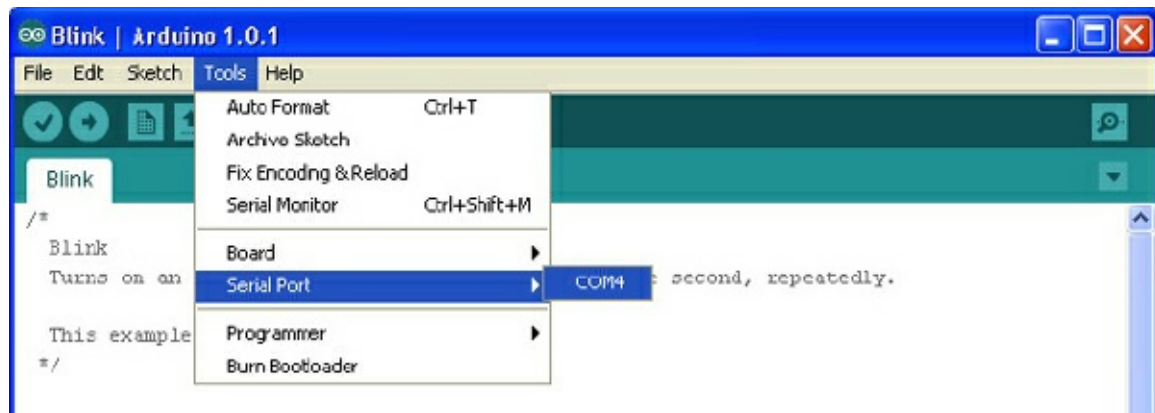 Blink | Arduino 1.0.1
File Edit Sketch Tools Help
Auto Format Ctrl+T
Archive Sketch
Fix Encoding & Reload
Serial Monitor Ctrl+Shift+M
Blink
/*
Blink
Board
Turns on an
Serial Port
COM4
second, repeatedly.
This example
Programmer
*/
Burn Bootloader